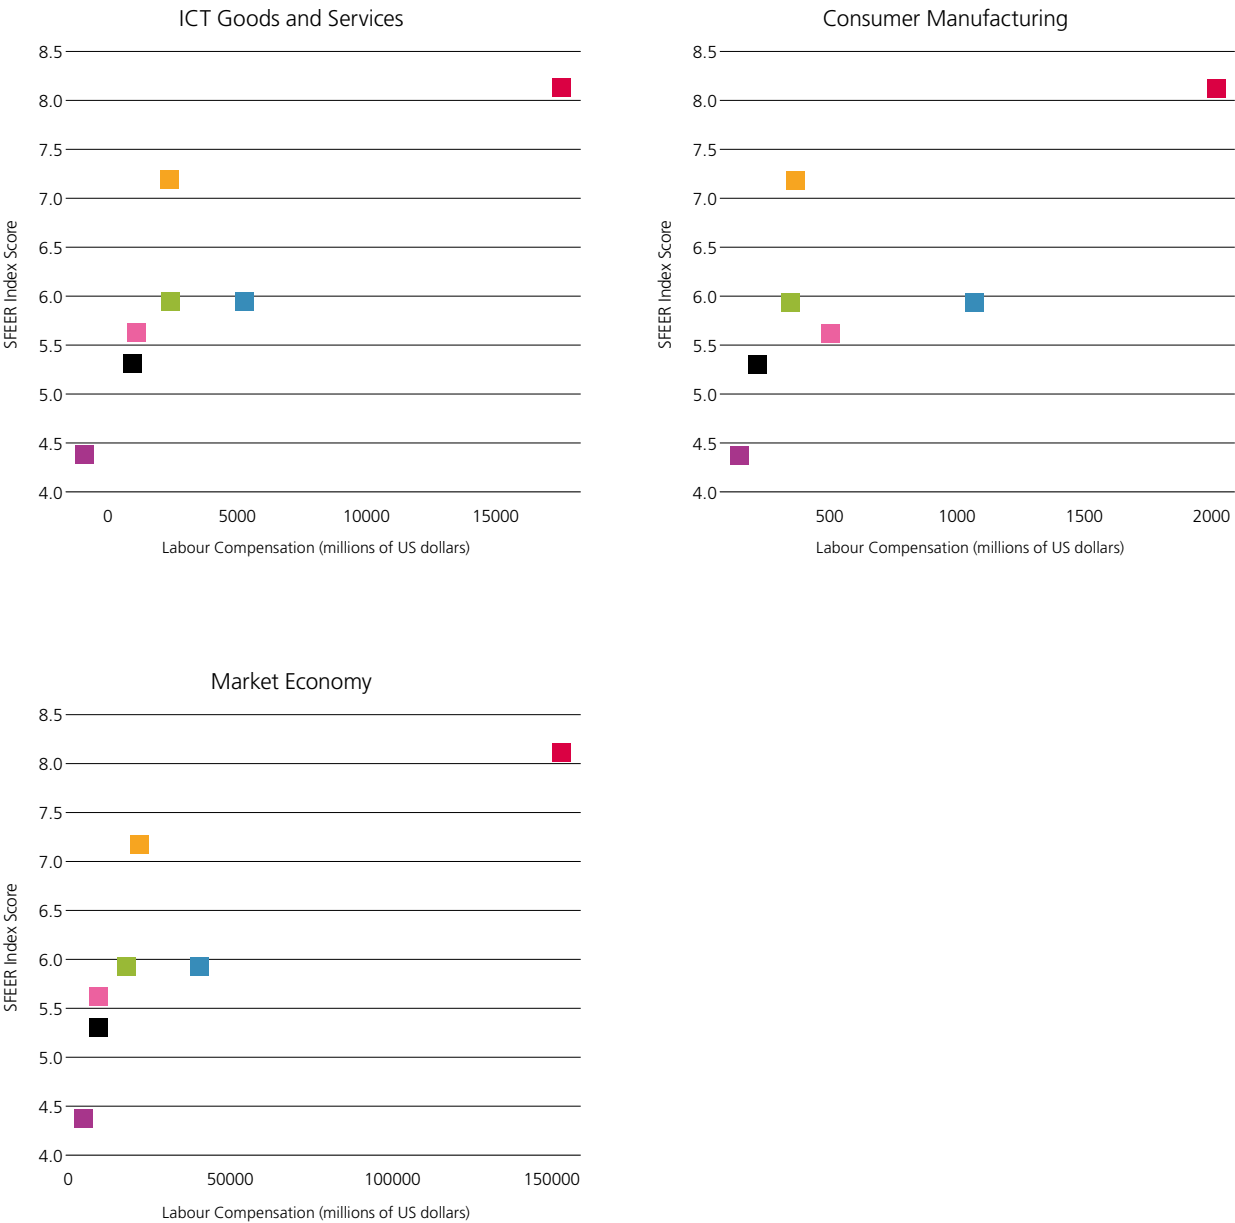 ICT Goods and Services
8.5
8.0
7.5
7.0
6.5
6.0
5.5
5.0
4.5
4.0
SFEER Index Score
0 5000 10000 15000
Labour Compensation (millions of US dollars)
Consumer Manufacturing
8.5
8.0
7.5
7.0
6.5
6.0
5.5
5.0
4.5
4.0
SFEER Index Score
500 1000 1500 2000
Labour Compensation (millions of US dollars)
Market Economy
8.5
8.0
7.5
7.0
6.5
6.0
5.5
5.0
4.5
4.0
SFEER Index Score
0 50000 100000 150000
Labour Compensation (millions of US dollars)